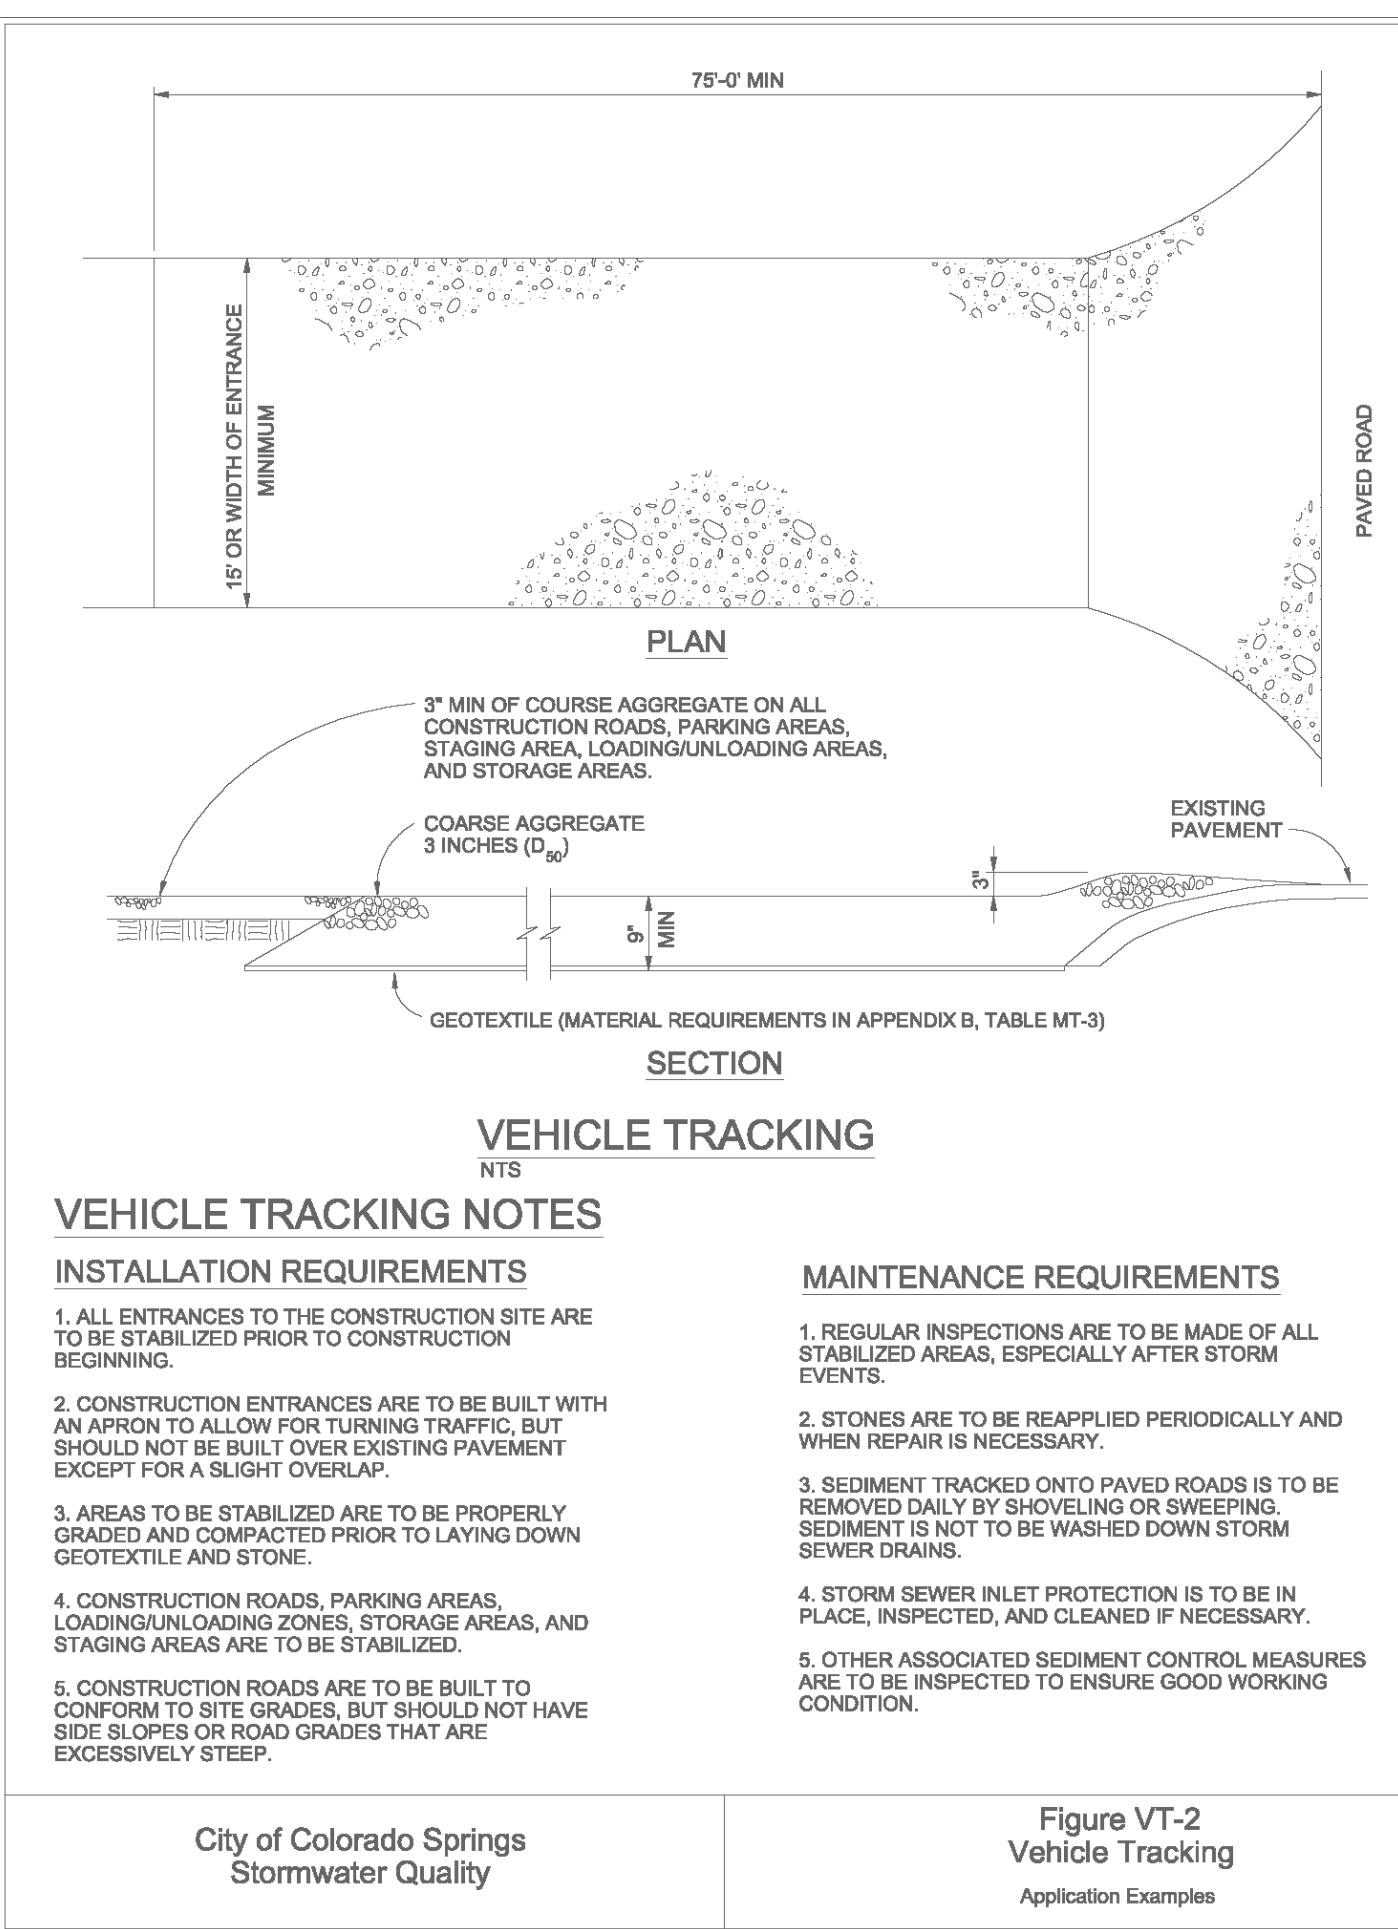 75'-0' MIN
15' OR WIDTH OF ENTRANCE
MINIMUM
PAVED ROAD
PLAN
3" MIN OF COURSE AGGREGATE ON ALL
CONSTRUCTION ROADS, PARKING AREAS,
STAGING AREA, LOADING/UNLOADING AREAS,
AND STORAGE AREAS.
COARSE AGGREGATE
3 INCHES (D50)
EXISTING
PAVEMENT
3"
9"
MIN
GEOTEXTILE (MATERIAL REQUIREMENTS IN APPENDIX B, TABLE MT-3)
SECTION
VEHICLE TRACKING
NTS
VEHICLE TRACKING NOTES
INSTALLATION REQUIREMENTS
1. ALL ENTRANCES TO THE CONSTRUCTION SITE ARE
TO BE STABILIZED PRIOR TO CONSTRUCTION
BEGINNING.
2. CONSTRUCTION ENTRANCES ARE TO BE BUILT WITH
AN APRON TO ALLOW FOR TURNING TRAFFIC, BUT
SHOULD NOT BE BUILT OVER EXISTING PAVEMENT
EXCEPT FOR A SLIGHT OVERLAP.
3. AREAS TO BE STABILIZED ARE TO BE PROPERLY
GRADED AND COMPACTED PRIOR TO LAYING DOWN
GEOTEXTILE AND STONE.
4. CONSTRUCTION ROADS, PARKING AREAS,
LOADING/UNLOADING ZONES, STORAGE AREAS, AND
STAGING AREAS ARE TO BE STABILIZED.
5. CONSTRUCTION ROADS ARE TO BE BUILT TO
CONFORM TO SITE GRADES, BUT SHOULD NOT HAVE
SIDE SLOPES OR ROAD GRADES THAT ARE
EXCESSIVELY STEEP.
MAINTENANCE REQUIREMENTS
1. REGULAR INSPECTIONS ARE TO BE MADE OF ALL
STABILIZED AREAS, ESPECIALLY AFTER STORM
EVENTS.
2. STONES ARE TO BE REAPPLIED PERIODICALLY AND
WHEN REPAIR IS NECESSARY.
3. SEDIMENT TRACKED ONTO PAVED ROADS IS TO BE
REMOVED DAILY BY SHOVELING OR SWEEPING.
SEDIMENT IS NOT TO BE WASHED DOWN STORM
SEWER DRAINS.
4. STORM SEWER INLET PROTECTION IS TO BE IN
PLACE, INSPECTED, AND CLEANED IF NECESSARY.
5. OTHER ASSOCIATED SEDIMENT CONTROL MEASURES
ARE TO BE INSPECTED TO ENSURE GOOD WORKING
CONDITION.
City of Colorado Springs
Stormwater Quality
Figure VT-2
Vehicle Tracking
Application Examples